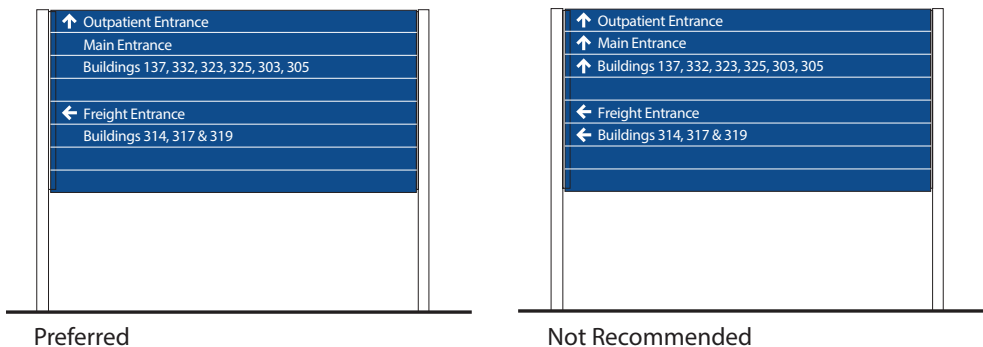 ↑ Outpatient Entrance
Main Entrance
Buildings 137, 332, 323, 325, 303, 305
← Freight Entrance
Buildings 314, 317 & 319
Preferred
↑ Outpatient Entrance
↑ Main Entrance
↑ Buildings 137, 332, 323, 325, 303, 305
← Freight Entrance
← Buildings 314, 317 & 319
Not Recommended